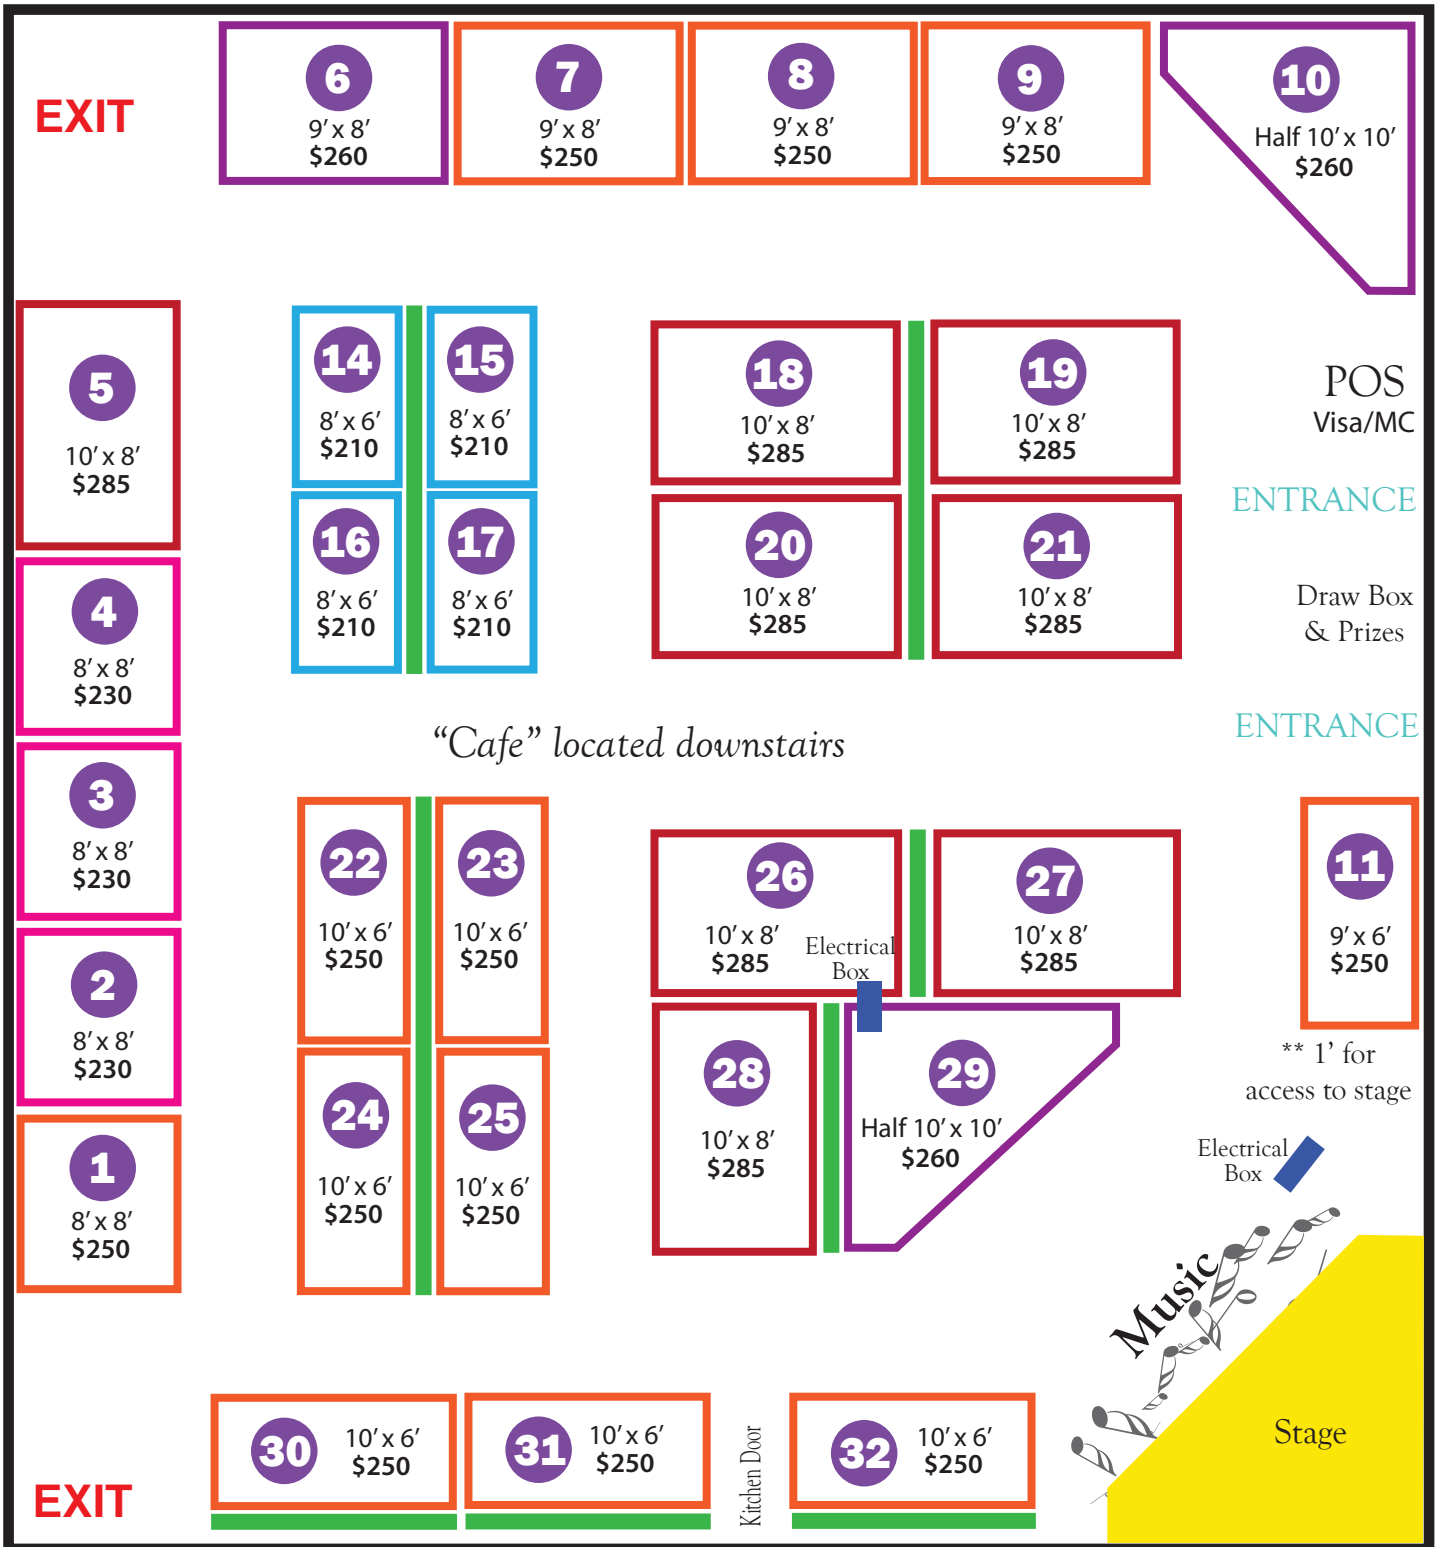 EXIT
6
9’ x 8’
$260
7
9’ x 8’
$250
8
9’ x 8’
$250
9
9’ x 8’
$250
10
Half 10’ x 10’
$260
5
10’ x 8’
$285
14
8’ x 6’
$210
15
8’ x 6’
$210
18
10’ x 8’
$285
19
10’ x 8’
$285
POS
Visa/MC
ENTRANCE
16
8’ x 6’
$210
17
8’ x 6’
$210
20
10’ x 8’
$285
21
10’ x 8’
$285
Draw Box
& Prizes
4
8’ x 8’
$230
“Cafe” located downstairs
ENTRANCE
3
8’ x 8’
$230
22
10’ x 6’
$250
23
10’ x 6’
$250
26
10’ x 8’
$285
Electrical
Box
27
10’ x 8’
$285
11
9’ x 6’
$250
** 1’ for
access to stage
2
8’ x 8’
$230
24
10’ x 6’
$250
25
10’ x 6’
$250
28
10’ x 8’
$285
29
Half 10’ x 10’
$260
Electrical
Box
1
8’ x 8’
$250
Music
30
10’ x 6’
$250
31
10’ x 6’
$250
Kitchen Door
32
10’ x 6’
$250
Stage
EXIT